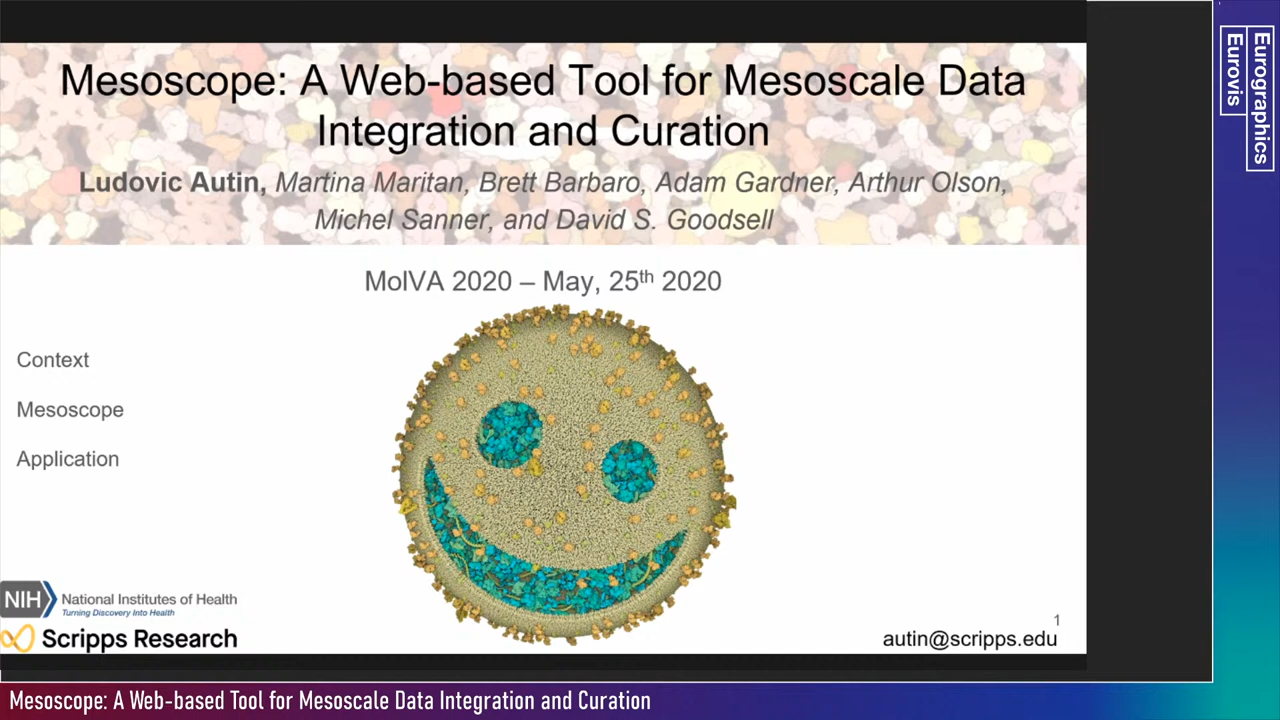 Mesoscope: A Web-based Tool for Mesoscale Data
Integration and Curation
Ludovic Autin, Martina Maritan, Brett Barbaro, Adam Gardner, Arthur Olson,
Michel Sanner, and David S. Goodsell
MolVA 2020 – May, 25th 2020
Context
Mesoscope
Application
NIH National Institutes of Health
Turning Discovery Into Health
Scripps Research
1
autin@scripps.edu
Eurographics
Eurovis
Mesoscope: A Web-based Tool for Mesoscale Data Integration and Curation